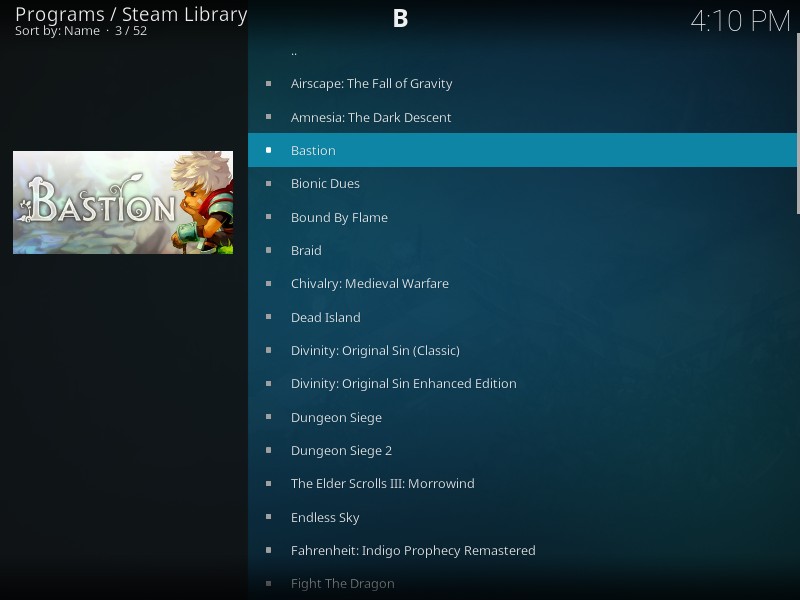 Programs / Steam Library
B
4:10 PM
Sort by: Name · 3 / 52
..
Airscape: The Fall of Gravity
Amnesia: The Dark Descent
Bastion
BASTION
Bionic Dues
Bound By Flame
Braid
Chivalry: Medieval Warfare
Dead Island
Divinity: Original Sin (Classic)
Divinity: Original Sin Enhanced Edition
Dungeon Siege
Dungeon Siege 2
The Elder Scrolls III: Morrowind
Endless Sky
Fahrenheit: Indigo Prophecy Remastered
Fight The Dragon